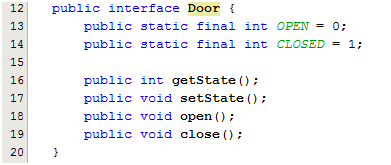 12 public interface Door {
13 public static final int OPEN = 0;
14 public static final int CLOSED = 1;
15
16 public int getState();
17 public void setState();
18 public void open();
19 public void close();
20 }